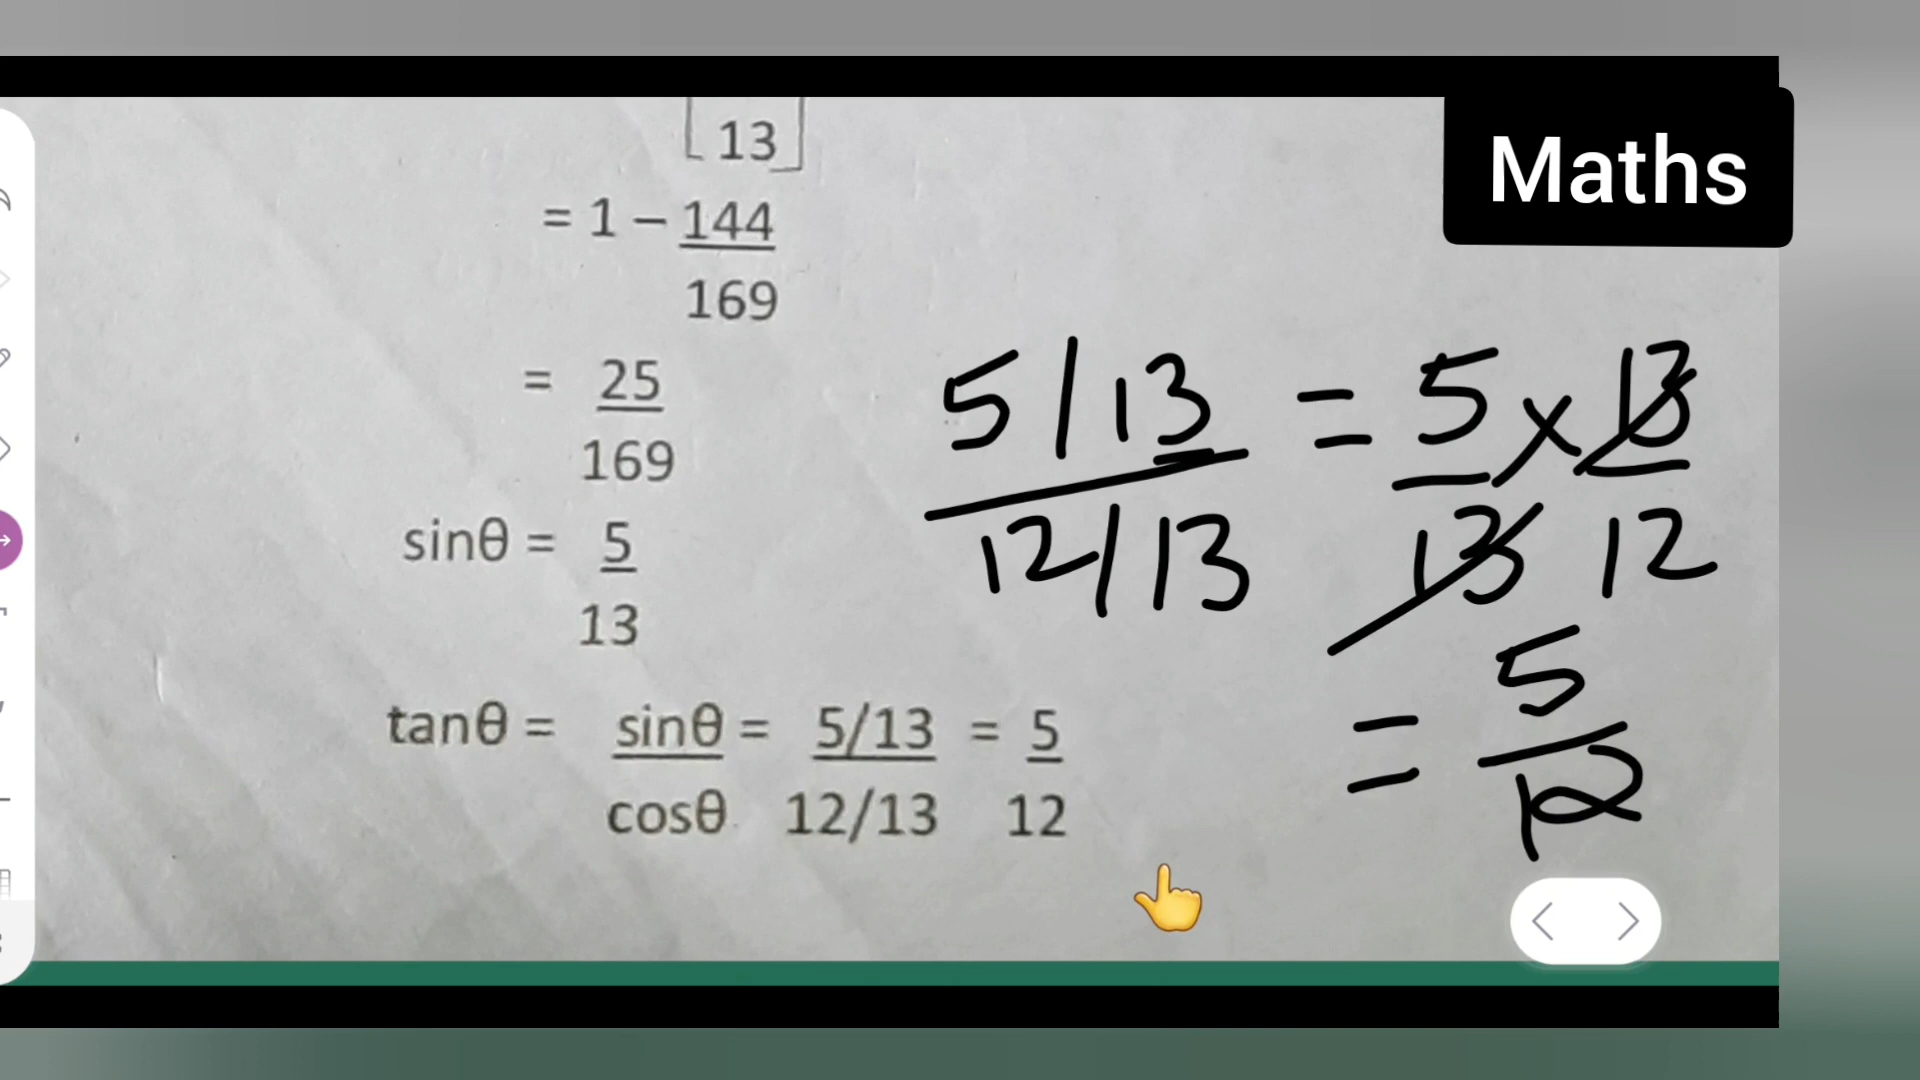 Maths
13
= 1 – 144
169
= 25
169
sinθ = 5
13
tanθ = sinθ = 5/13 = 5
cosθ 12/13 12
5/13 = 5 x 13
12/13 13 12
= 5
12